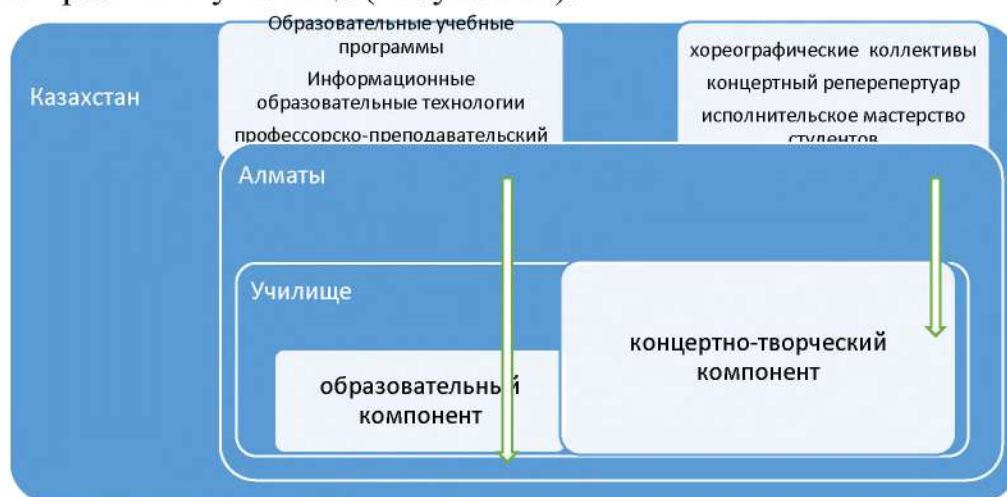 Образовательные учебные
программы
Информационные
образовательные технологии
профессорско-преподавательский
хореографические коллективы
концертный реперепертуар
исполнительское мастерство
студентов
Казахстан
Алматы
Училище
образовательный
компонент
концертно-творческий
компонент